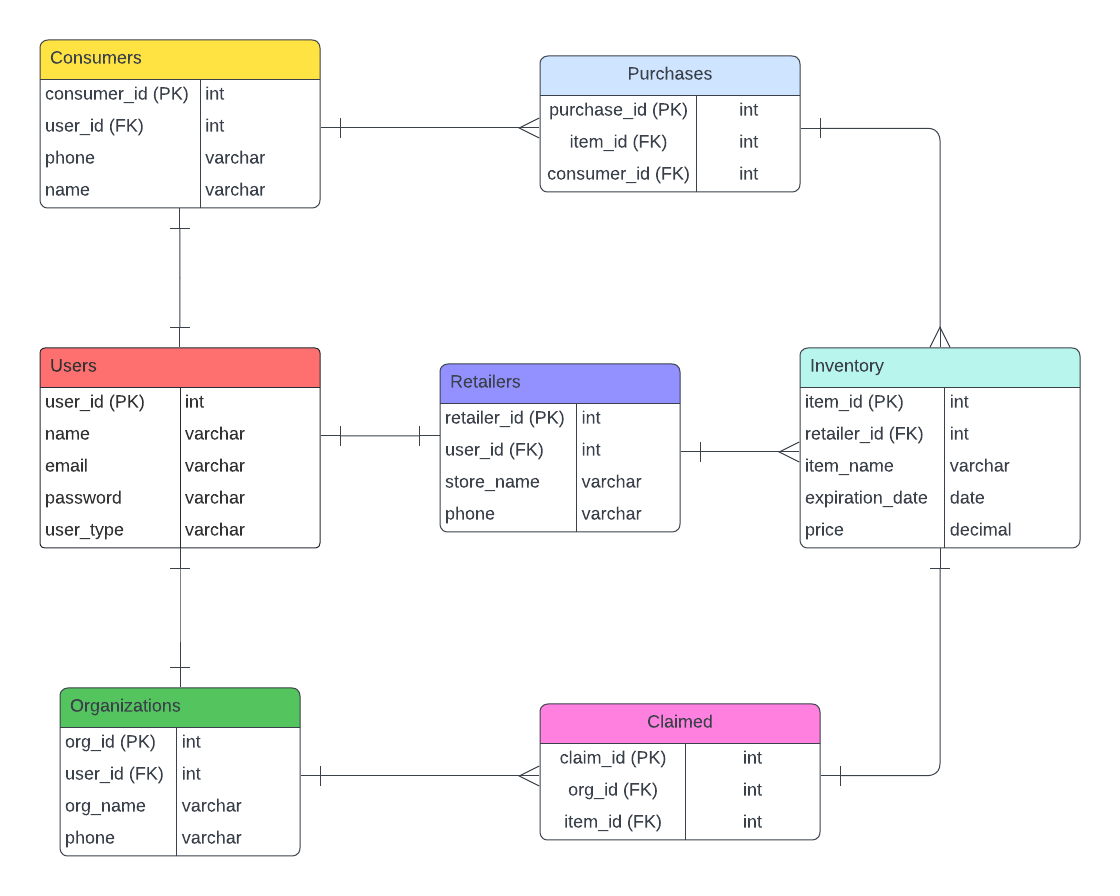 Consumers
consumer_id (PK) int
user_id (FK) int
phone varchar
name varchar
Purchases
purchase_id (PK) int
item_id (FK) int
consumer_id (FK) int
Users
user_id (PK) int
name varchar
email varchar
password varchar
user_type varchar
Retailers
retailer_id (PK) int
user_id (FK) int
store_name varchar
phone varchar
Inventory
item_id (PK) int
retailer_id (FK) int
item_name varchar
expiration_date date
price decimal
Organizations
org_id (PK) int
user_id (FK) int
org_name varchar
phone varchar
Claimed
claim_id (PK) int
org_id (FK) int
item_id (FK) int